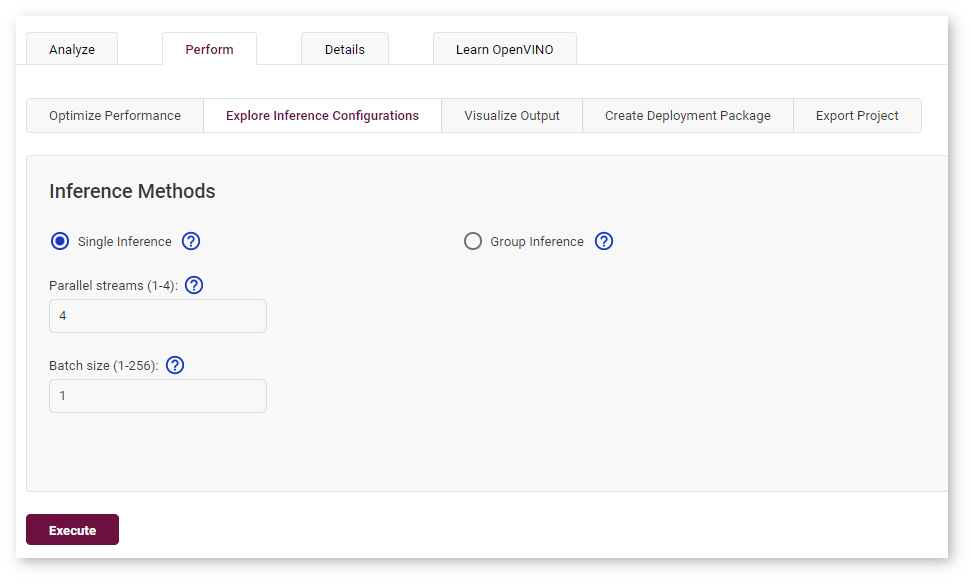 Analyze Perform Details Learn OpenVINO
Optimize Performance Explore Inference Configurations Visualize Output Create Deployment Package Export Project
Inference Methods
Single Inference ? Group Inference ?
Parallel streams (1-4): ?
4
Batch size (1-256): ?
1
Execute